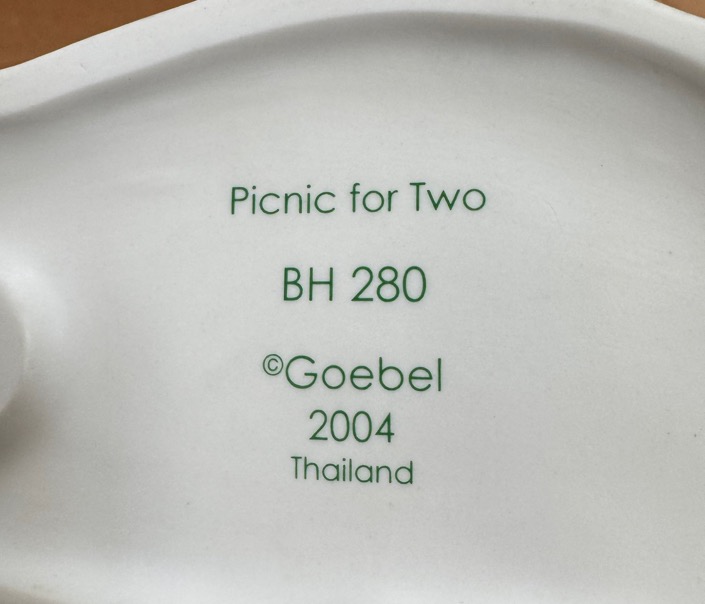 Picnic for Two
BH 280
©Goebel
2004
Thailand